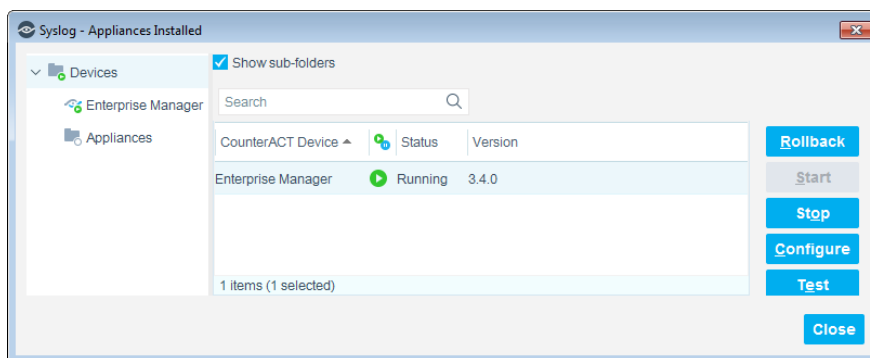 Syslog - Appliances Installed
Devices
Enterprise Manager
Appliances
Show sub-folders
Search
CounterACT Device Status Version
Enterprise Manager Running 3.4.0
1 items (1 selected)
Rollback
Start
Stop
Configure
Test
Close